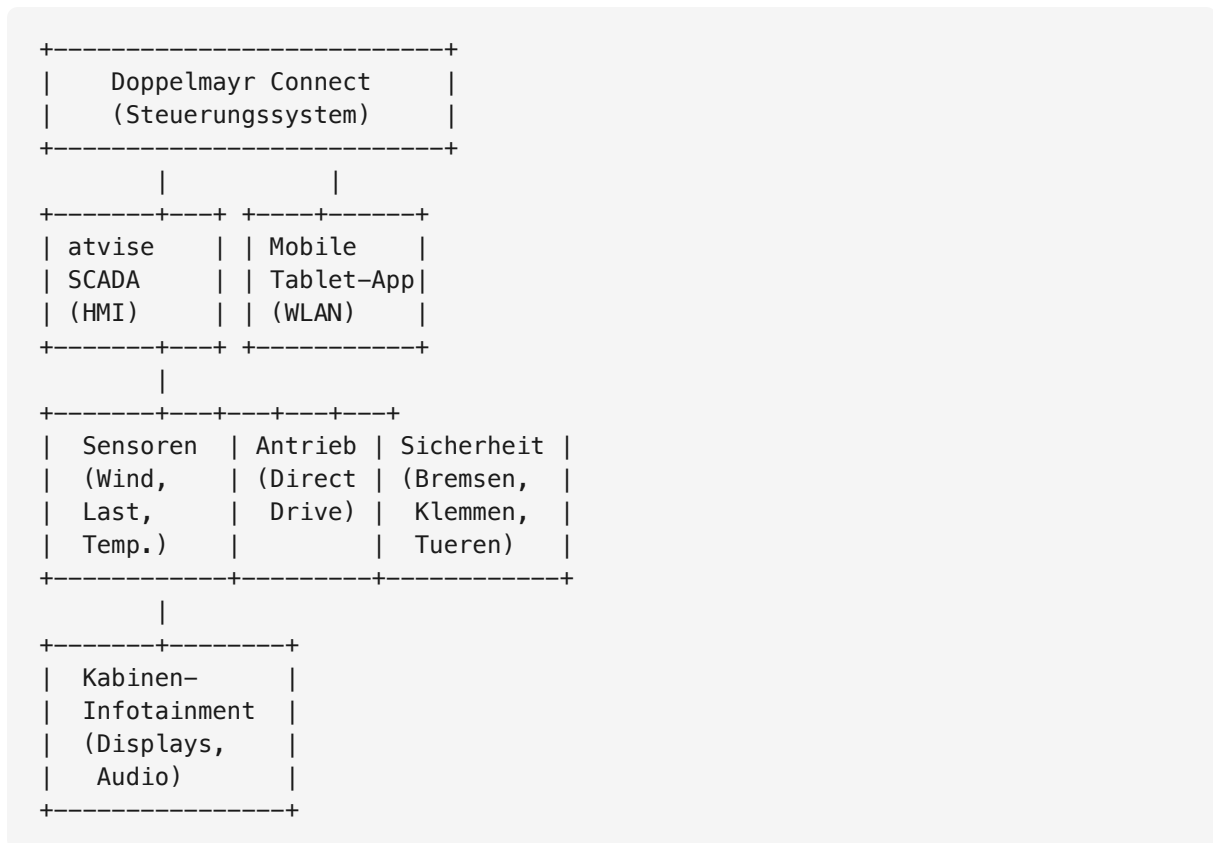 +---------------------------+
|    Doppelmayr Connect     |
|    (Steuerungssystem)     |
+---------------------------+
        |           |
+-------+---+ +----+------+
| atvise    | | Mobile    |
| SCADA     | | Tablet-App|
| (HMI)     | | (WLAN)    |
+-------+---+ +-----------+
        |
+-------+---+---+---+---+
|  Sensoren  | Antrieb | Sicherheit |
|  (Wind,    | (Direct | (Bremsen,  |
|  Last,     |  Drive) |  Klemmen,  |
|  Temp.)    |         |  Tueren)   |
+------------+---------+------------+
        |
+-------+--------+
|  Kabinen-      |
|  Infotainment  |
|  (Displays,    |
|   Audio)       |
+----------------+